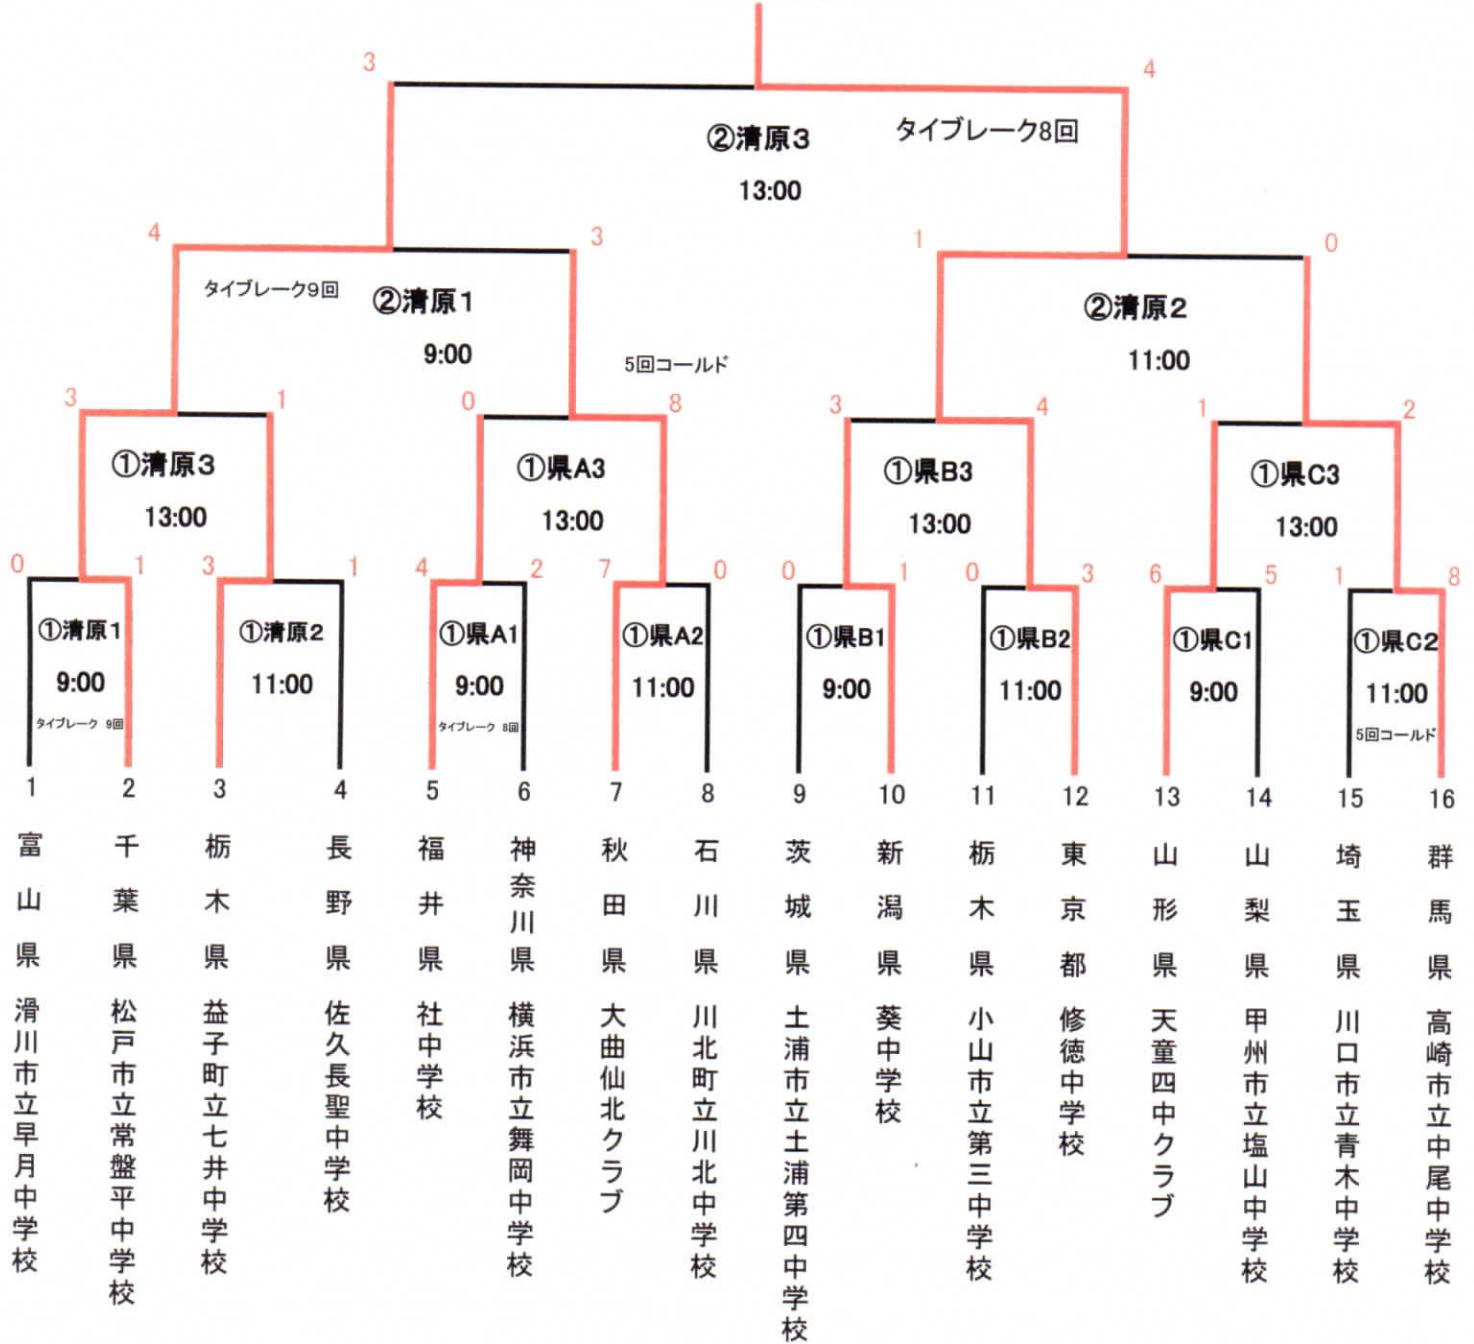 3
4
②清原3
タイブレーク8回
13:00
4
3
1
0
タイブレーク9回
②清原1
②清原2
9:00
5回コールド
11:00
3
1
0
8
3
4
1
2
①清原3
①県A3
①県B3
①県C3
13:00
13:00
13:00
13:00
0
1
3
1
4
2
7
0
0
1
0
3
6
5
1
8
①清原1
①清原2
①県A1
①県A2
①県B1
①県B2
①県C1
①県C2
9:00
11:00
9:00
11:00
9:00
11:00
9:00
11:00
タイブレーク 9回
タイブレーク 8回
5回コールド
1
2
3
4
5
6
7
8
9
10
11
12
13
14
15
16
富山県 滑川市立早月中学校
千葉県 松戸市立常盤平中学校
栃木県 益子町立七井中学校
長野県 佐久長聖中学校
福井県 社中学校
神奈川県 横浜市立舞岡中学校
秋田県 大曲仙北クラブ
石川県 川北町立川北中学校
茨城県 土浦市立土浦第四中学校
新潟県 葵中学校
栃木県 小山市立第三中学校
東京都 修徳中学校
山形県 天童四中クラブ
山梨県 甲州市立塩山中学校
埼玉県 川口市立青木中学校
群馬県 高崎市立中尾中学校